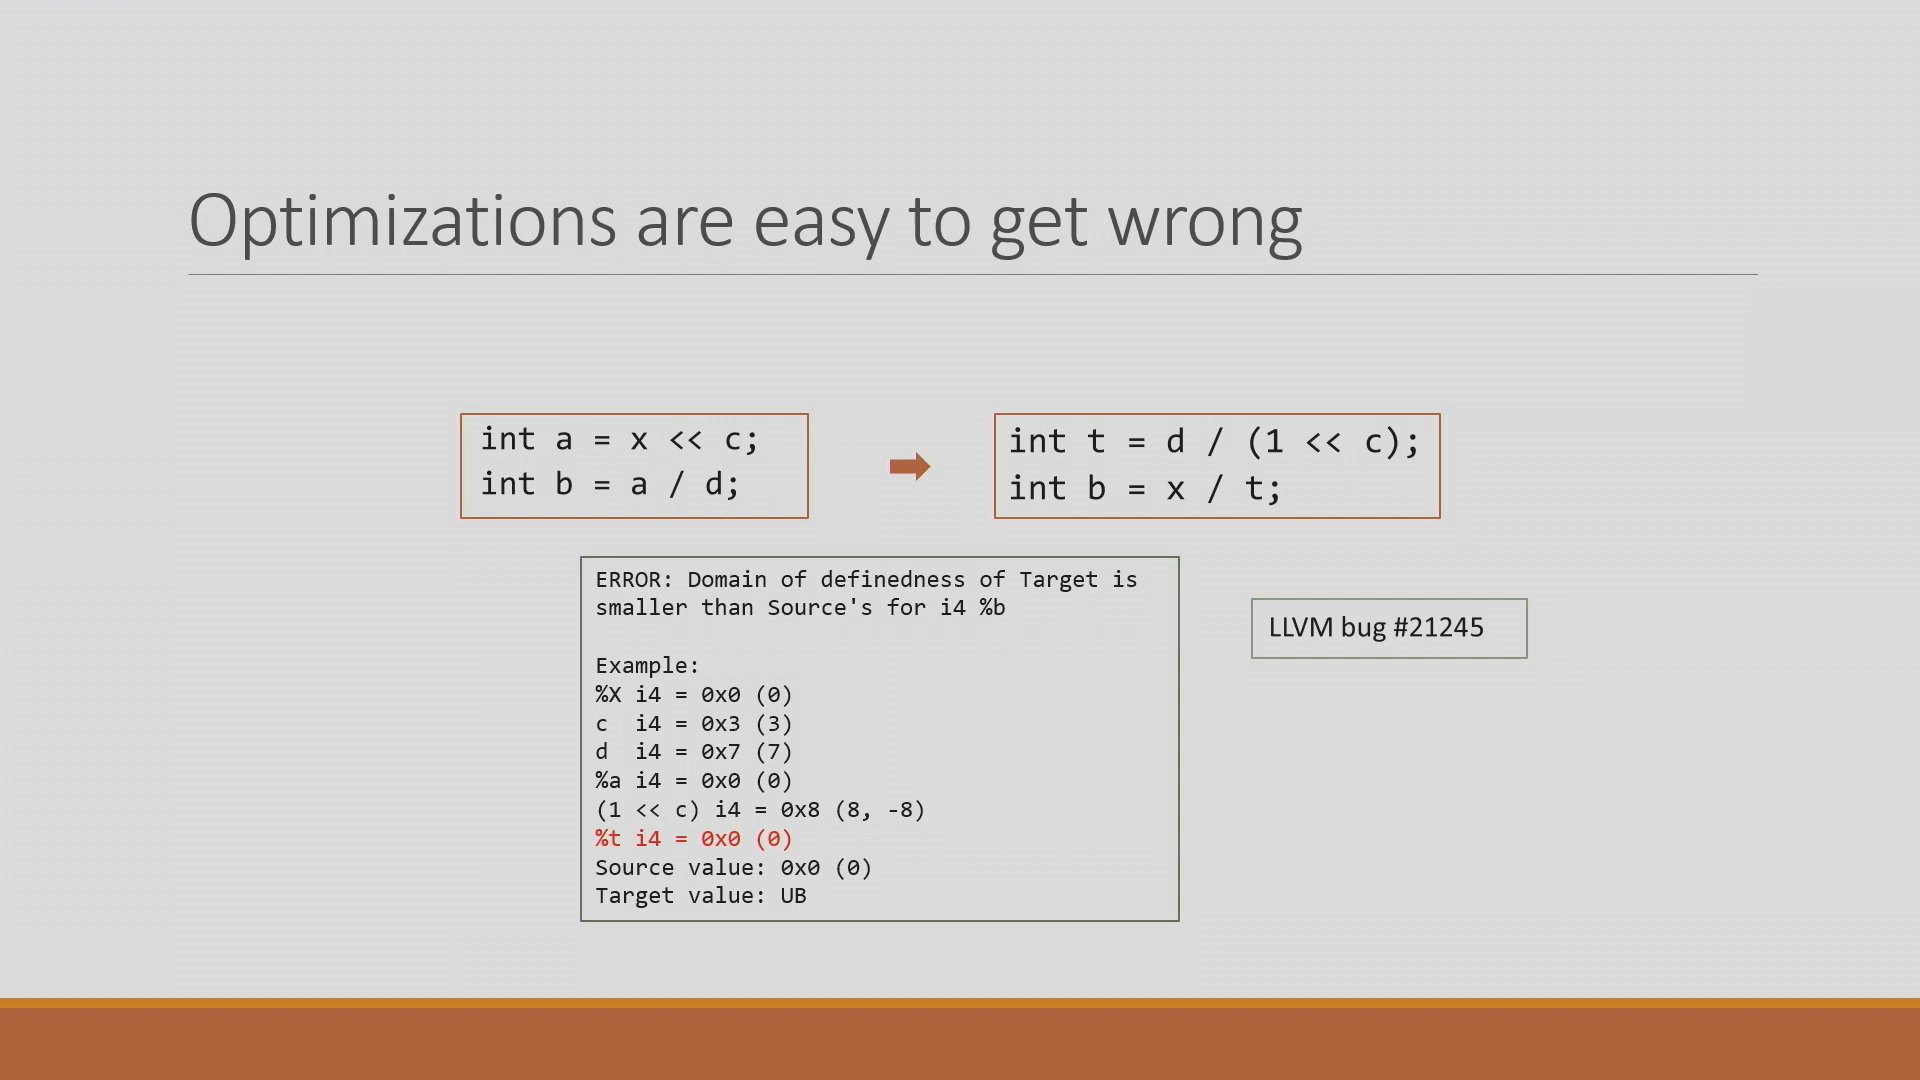 Optimizations are easy to get wrong
int a = x << c;
int b = a / d;
int t = d / (1 << c);
int b = x / t;
ERROR: Domain of definedness of Target is
smaller than Source's for i4 %b
Example:
%X i4 = 0x0 (0)
c  i4 = 0x3 (3)
d  i4 = 0x7 (7)
%a i4 = 0x0 (0)
(1 << c) i4 = 0x8 (8, -8)
%t i4 = 0x0 (0)
Source value: 0x0 (0)
Target value: UB
LLVM bug #21245